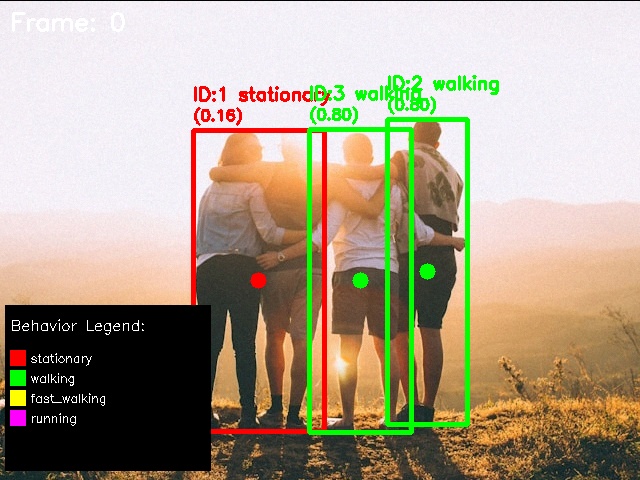 Frame: 0
ID:2 walking
(0.80)
ID:1 stationary
(0.16)
ID:3 walking
(0.80)
Behavior Legend:
stationary
walking
fast_walking
running